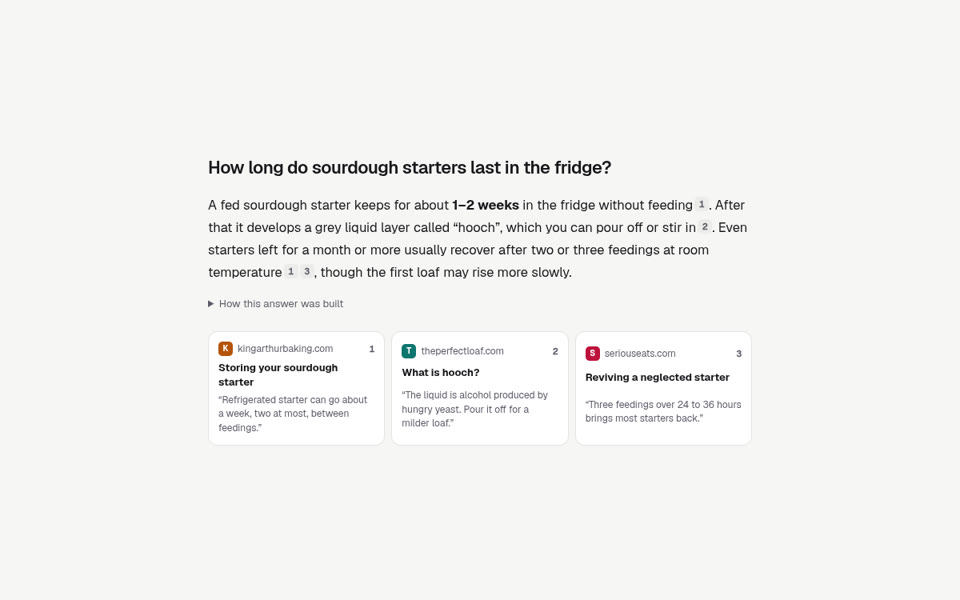 How long do sourdough starters last in the fridge?
A fed sourdough starter keeps for about 1–2 weeks in the fridge without feeding 1. After
that it develops a grey liquid layer called “hooch”, which you can pour off or stir in 2. Even
starters left for a month or more usually recover after two or three feedings at room
temperature 1 3, though the first loaf may rise more slowly.
How this answer was built
K kingarthurbaking.com 1
Storing your sourdough
starter
“Refrigerated starter can go about
a week, two at most, between
feedings.”
T theperfectloaf.com 2
What is hooch?
“The liquid is alcohol produced by
hungry yeast. Pour it off for a
milder loaf.”
S seriouseats.com 3
Reviving a neglected starter
“Three feedings over 24 to 36 hours
brings most starters back.”